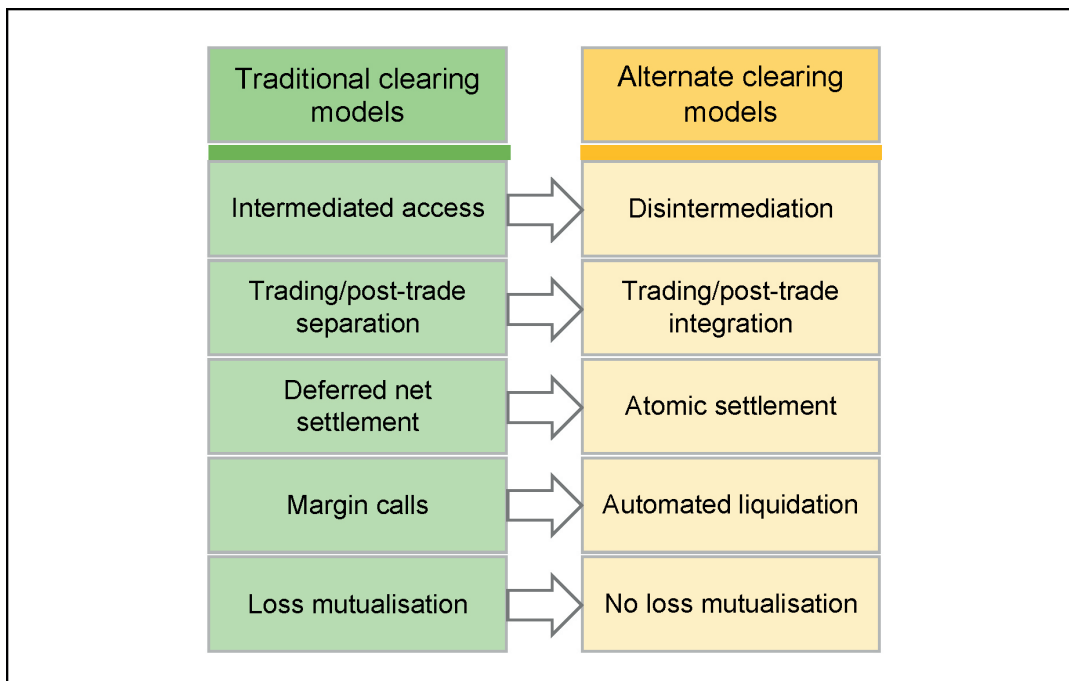 Traditional clearing
models
Alternate clearing
models
Intermediated access
Disintermediation
Trading/post-trade
separation
Trading/post-trade
integration
Deferred net
settlement
Atomic settlement
Margin calls
Automated liquidation
Loss mutualisation
No loss mutualisation